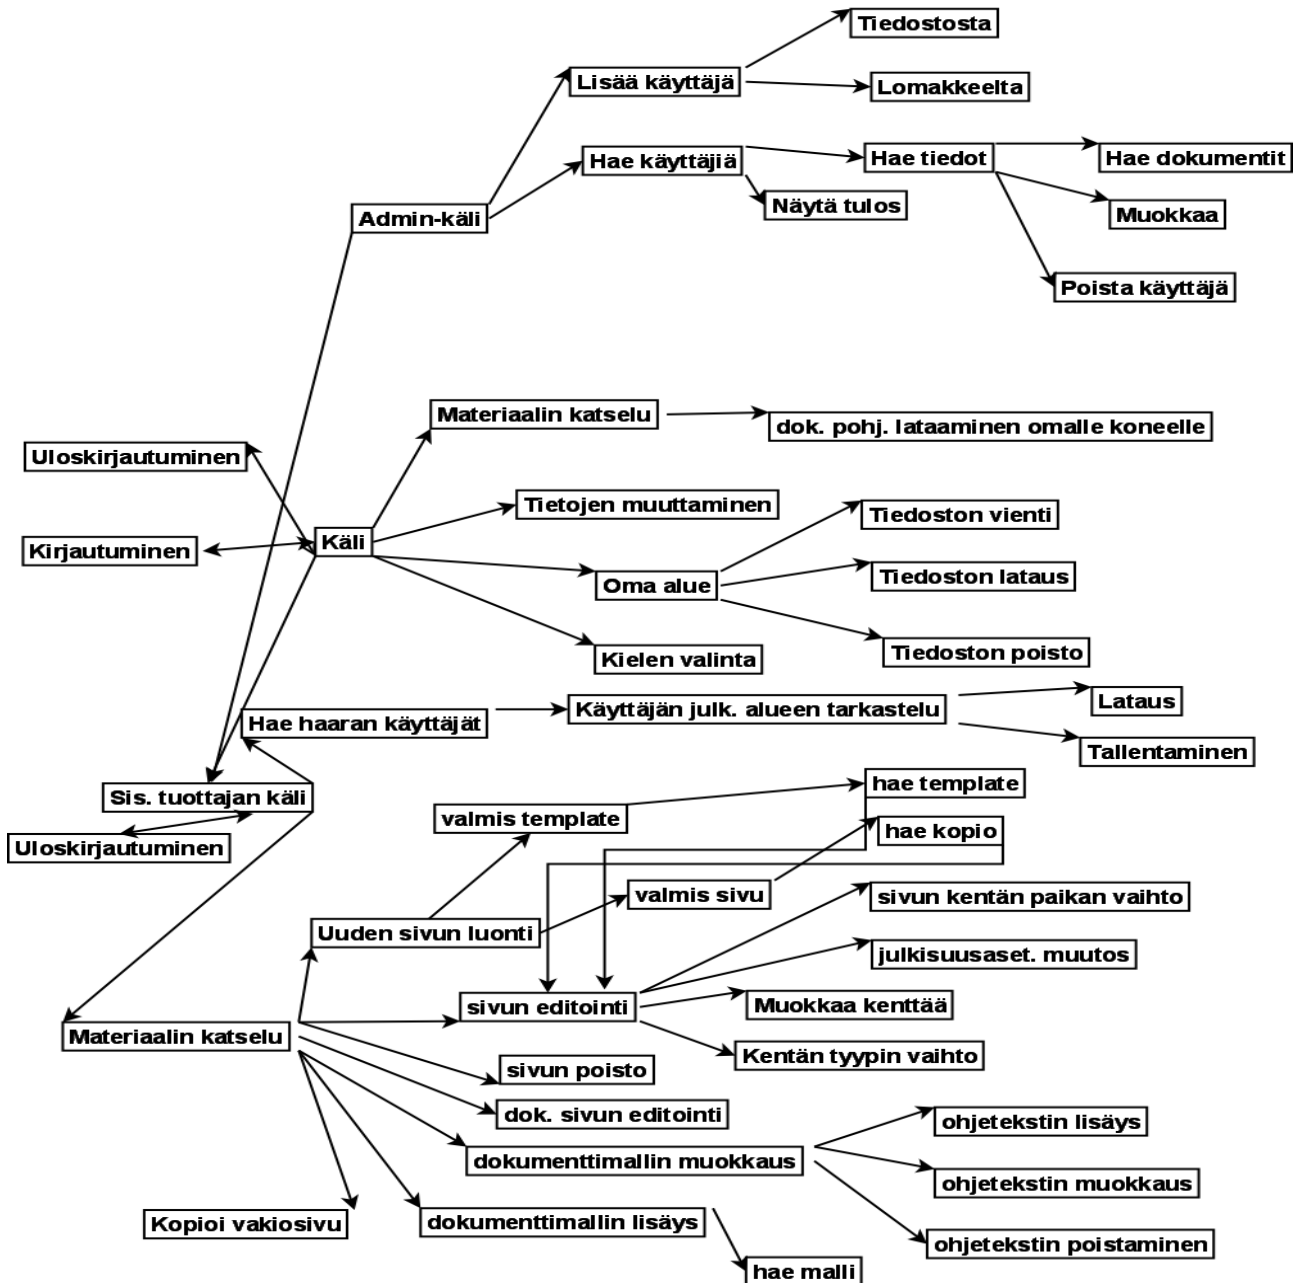 Tiedostosta
Lisää käyttäjä
Lomakkeelta
Hae käyttäjiä
Hae tiedot
Hae dokumentit
Näytä tulos
Muokkaa
Admin-käli
Poista käyttäjä
Materiaalin katselu
dok. pohj. lataaminen omalle koneelle
Uloskirjautuminen
Tietojen muuttaminen
Tiedoston vienti
Kirjautuminen
Käli
Oma alue
Tiedoston lataus
Kielen valinta
Tiedoston poisto
Hae haaran käyttäjät
Käyttäjän julk. alueen tarkastelu
Lataus
Tallentaminen
Sis. tuottajan käli
hae template
valmis template
hae kopio
Uloskirjautuminen
valmis sivu
sivun kentän paikan vaihto
Uuden sivun luonti
julkisuusaset. muutos
sivun editointi
Muokkaa kenttää
Materiaalin katselu
Kentän tyypin vaihto
sivun poisto
dok. sivun editointi
ohjetekstin lisäys
dokumenttimallin muokkaus
ohjetekstin muokkaus
Kopioi vakiosivu
dokumenttimallin lisäys
ohjetekstin poistaminen
hae malli